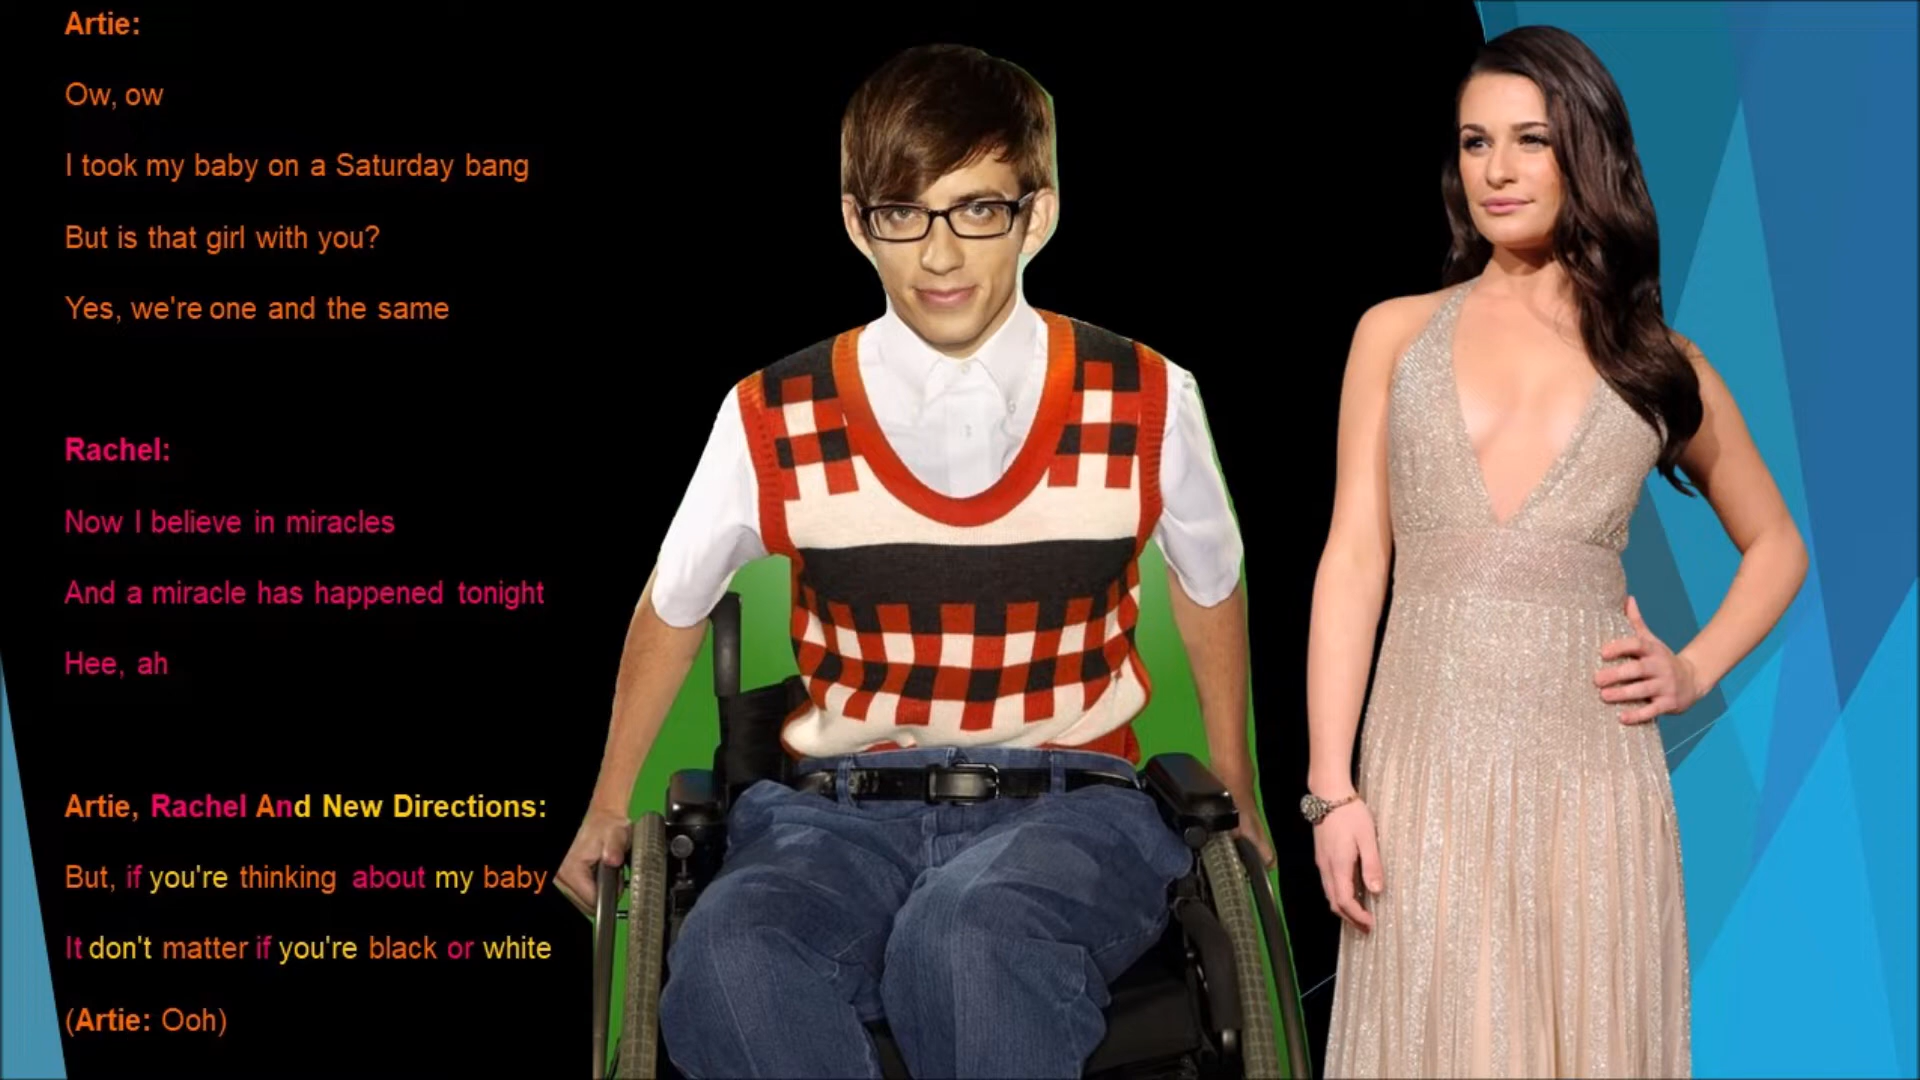 Artie:
Ow, ow
I took my baby on a Saturday bang
But is that girl with you?
Yes, we're one and the same
Rachel:
Now I believe in miracles
And a miracle has happened tonight
Hee, ah
Artie, Rachel And New Directions:
But, if you're thinking about my baby
It don't matter if you're black or white
(Artie: Ooh)